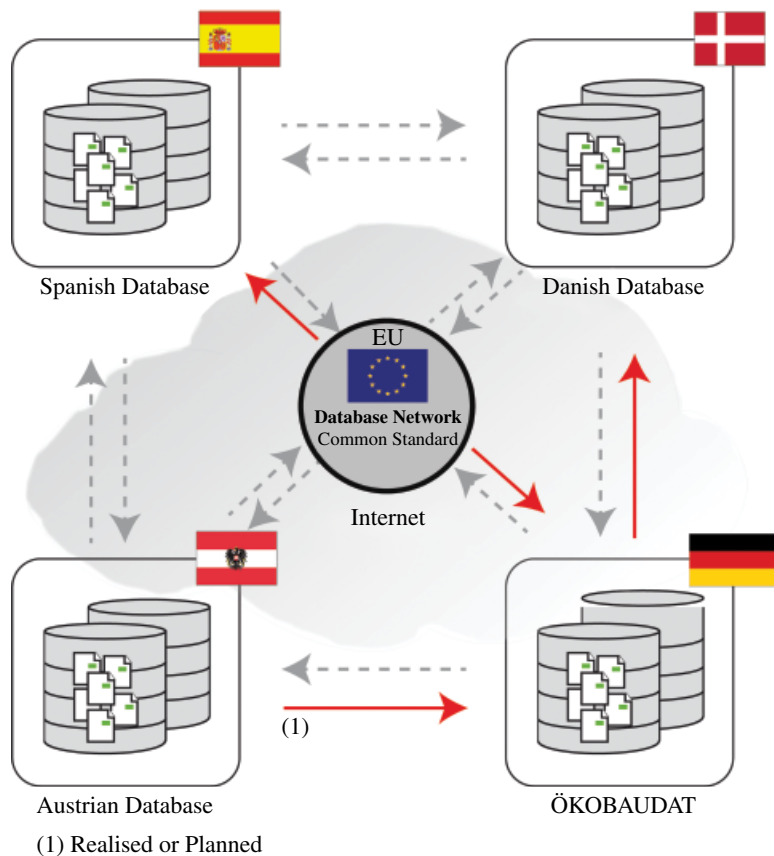 Spanish Database
Danish Database
EU
Database Network
Common Standard
Internet
(1)
Austrian Database
ÖKOBAUDAT
(1) Realised or Planned